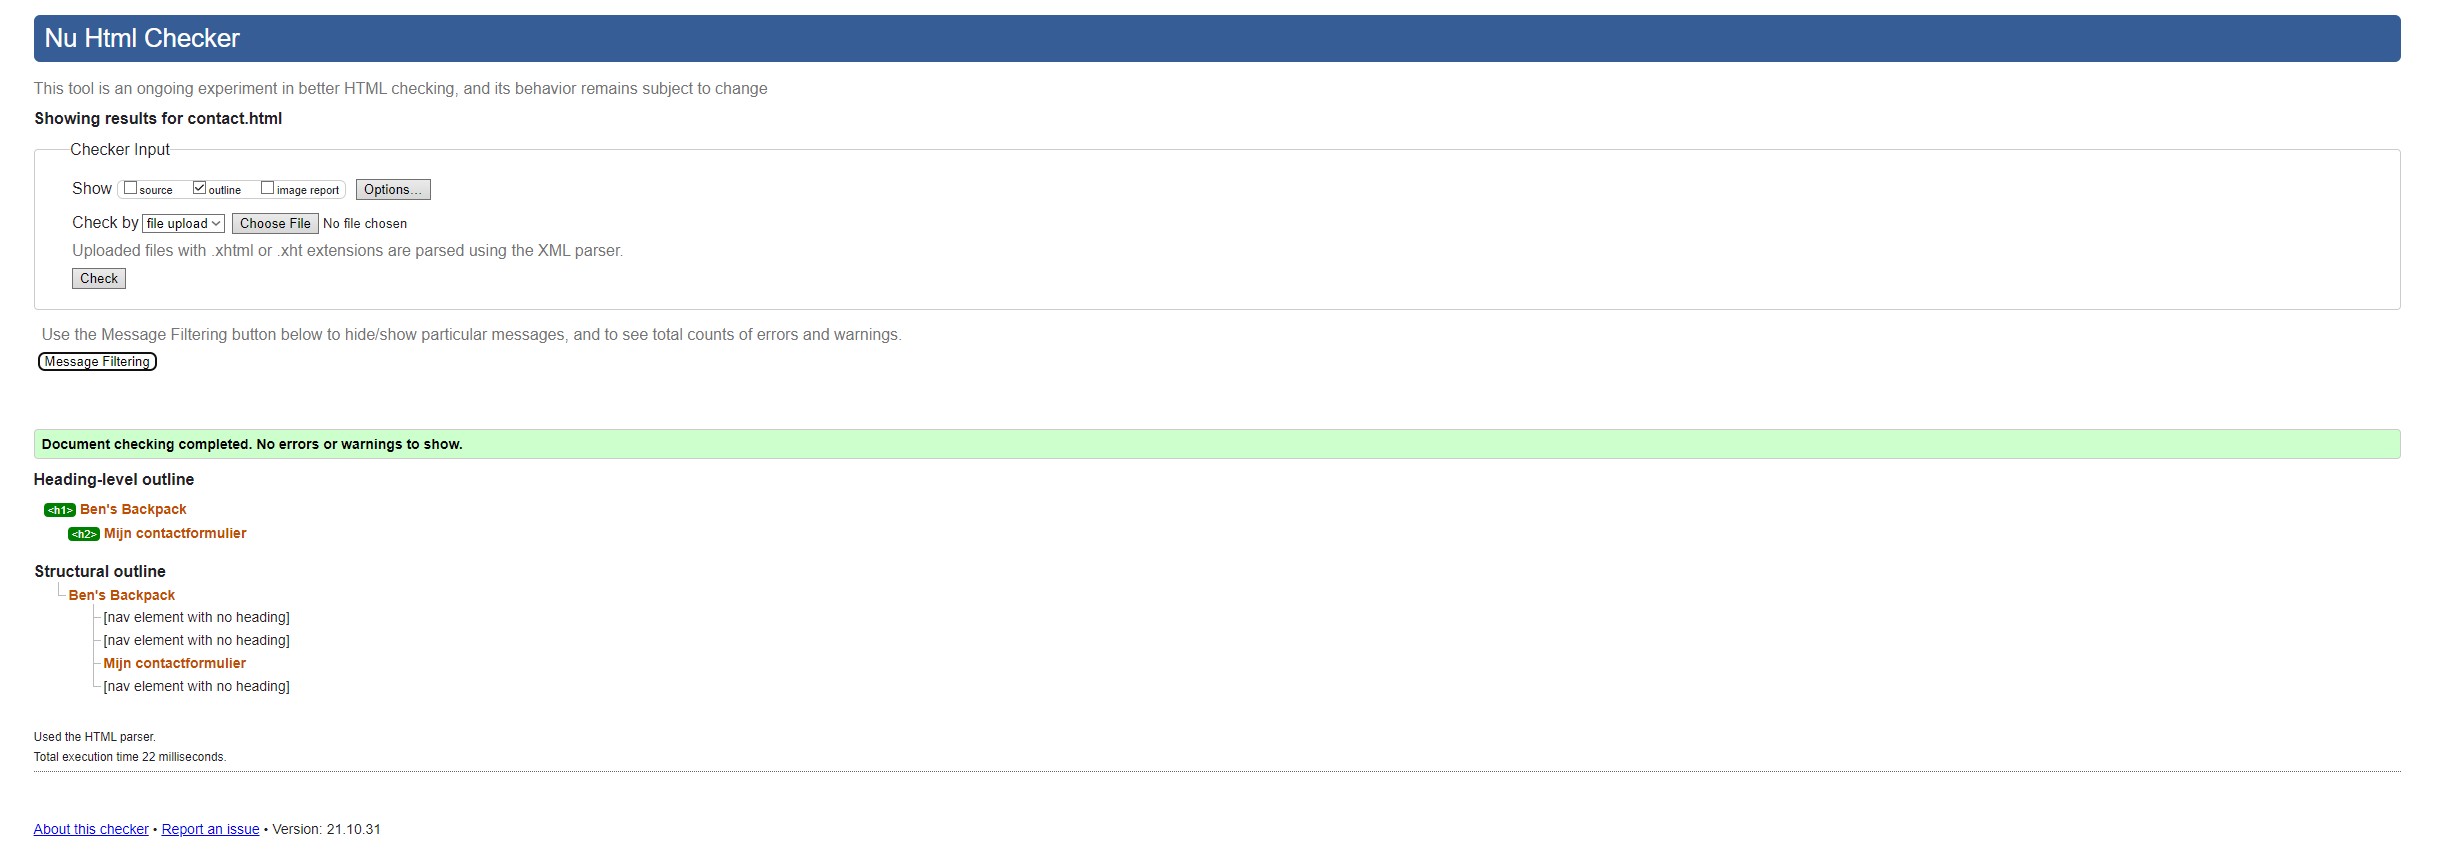 Nu Html Checker
This tool is an ongoing experiment in better HTML checking, and its behavior remains subject to change
Showing results for contact.html
Checker Input
Show source outline image report Options...
Check by file upload Choose File No file chosen
Uploaded files with .xhtml or .xht extensions are parsed using the XML parser.
Check
Use the Message Filtering button below to hide/show particular messages, and to see total counts of errors and warnings.
Message Filtering
Document checking completed. No errors or warnings to show.
Heading-level outline
<h1> Ben's Backpack
<h2> Mijn contactformulier
Structural outline
Ben's Backpack
[nav element with no heading]
[nav element with no heading]
Mijn contactformulier
[nav element with no heading]
Used the HTML parser.
Total execution time 22 milliseconds.
About this checker • Report an issue • Version: 21.10.31